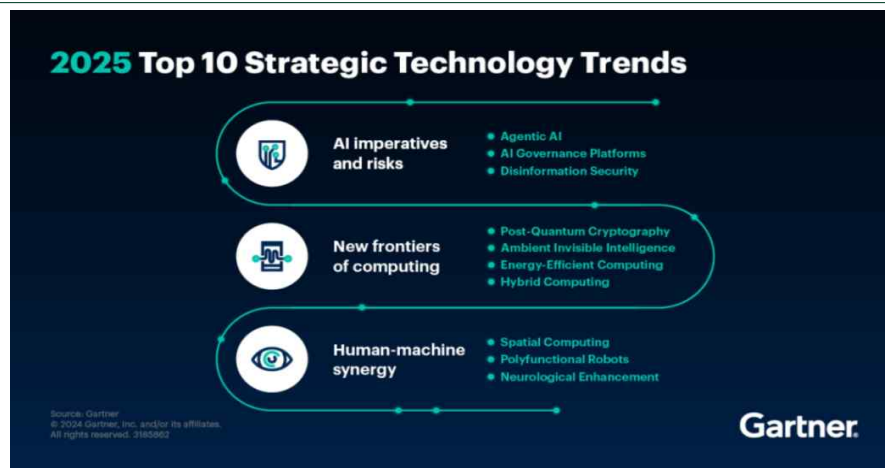 2025 Top 10 Strategic Technology Trends
AI imperatives
and risks
Agentic AI
AI Governance Platforms
Disinformation Security
New frontiers
of computing
Post-Quantum Cryptography
Ambient Invisible Intelligence
Energy-Efficient Computing
Hybrid Computing
Human-machine
synergy
Spatial Computing
Polyfunctional Robots
Neurological Enhancement
Source: Gartner
© 2024 Gartner, Inc. and/or its affiliates.
All rights reserved. 3185862
Gartner.